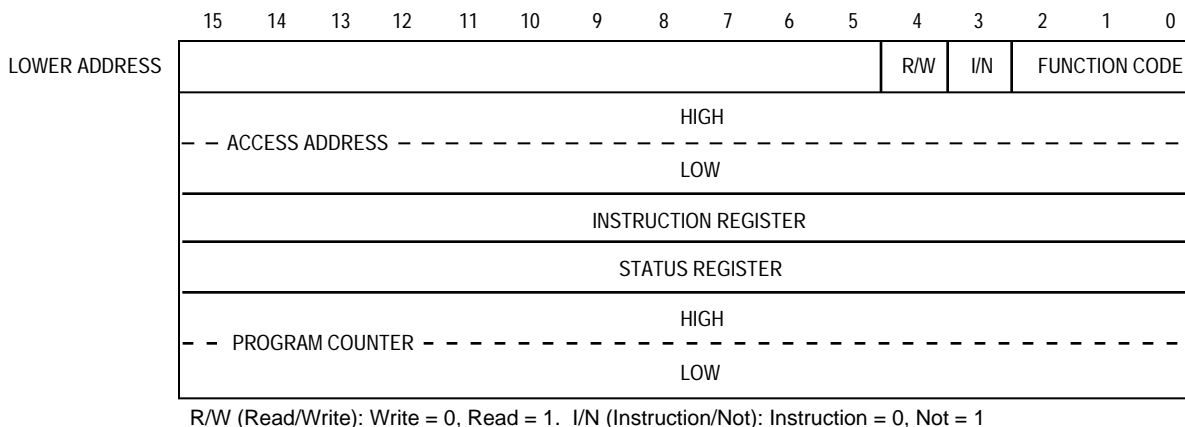 15 14 13 12 11 10 9 8 7 6 5 4 3 2 1 0
LOWER ADDRESS R/W I/N FUNCTION CODE
HIGH
ACCESS ADDRESS
LOW
INSTRUCTION REGISTER
STATUS REGISTER
HIGH
PROGRAM COUNTER
LOW
R/W (Read/Write): Write = 0, Read = 1. I/N (Instruction/Not): Instruction = 0, Not = 1